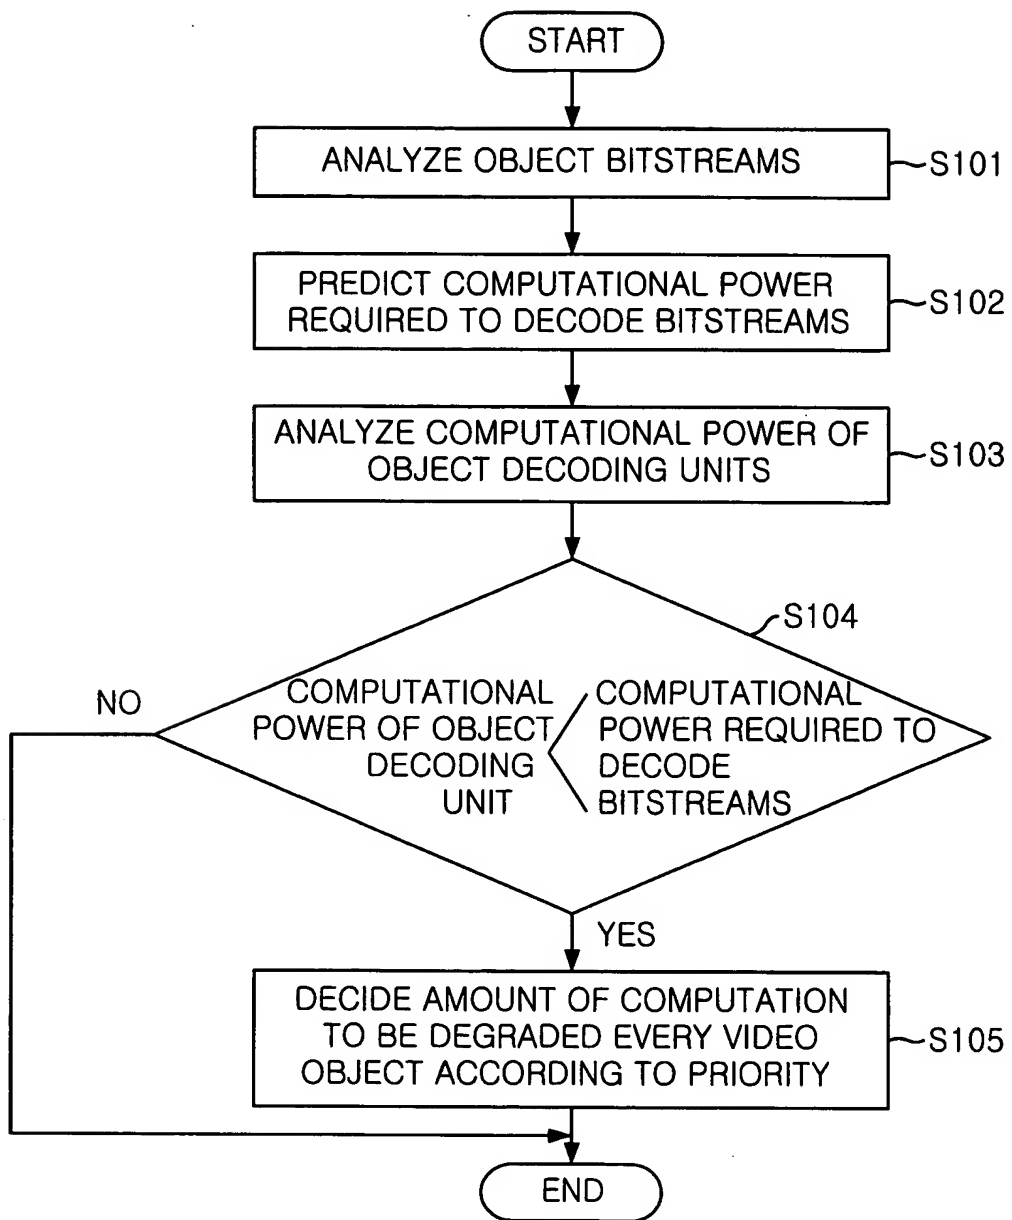 START
ANALYZE OBJECT BITSTREAMS
S101
PREDICT COMPUTATIONAL POWER
REQUIRED TO DECODE BITSTREAMS
S102
ANALYZE COMPUTATIONAL POWER OF
OBJECT DECODING UNITS
S103
S104
NO
COMPUTATIONAL
POWER OF OBJECT
DECODING
UNIT
<
COMPUTATIONAL
POWER REQUIRED TO
DECODE
BITSTREAMS
YES
DECIDE AMOUNT OF COMPUTATION
TO BE DEGRADED EVERY VIDEO
OBJECT ACCORDING TO PRIORITY
S105
END